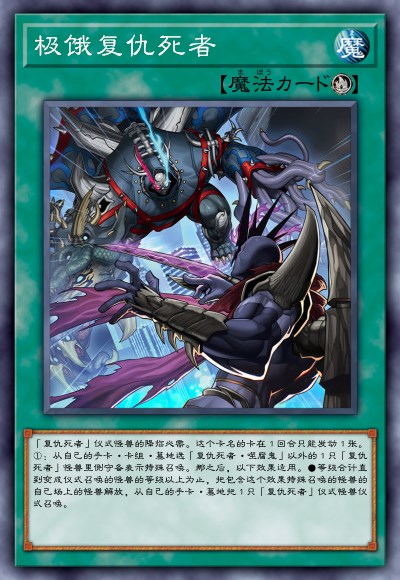 极饿复仇死者
魔
【魔法カード】
まほう
「复仇死者」仪式怪兽的降临必需。这个卡名的卡在1回合只能发动1张。
①：从自己的手卡·卡组·墓地选「复仇死者·噬腐鬼」以外的1只「复仇
死者」怪兽里侧守备表示特殊召唤。那之后，以下效果适用。●等级合计直
到变成仪式召唤的怪兽的等级以上为止，把包含这个效果特殊召唤的怪兽的
自己场上的怪兽解放，从自己的手卡·墓地把1只「复仇死者」仪式怪兽仪
式召唤。